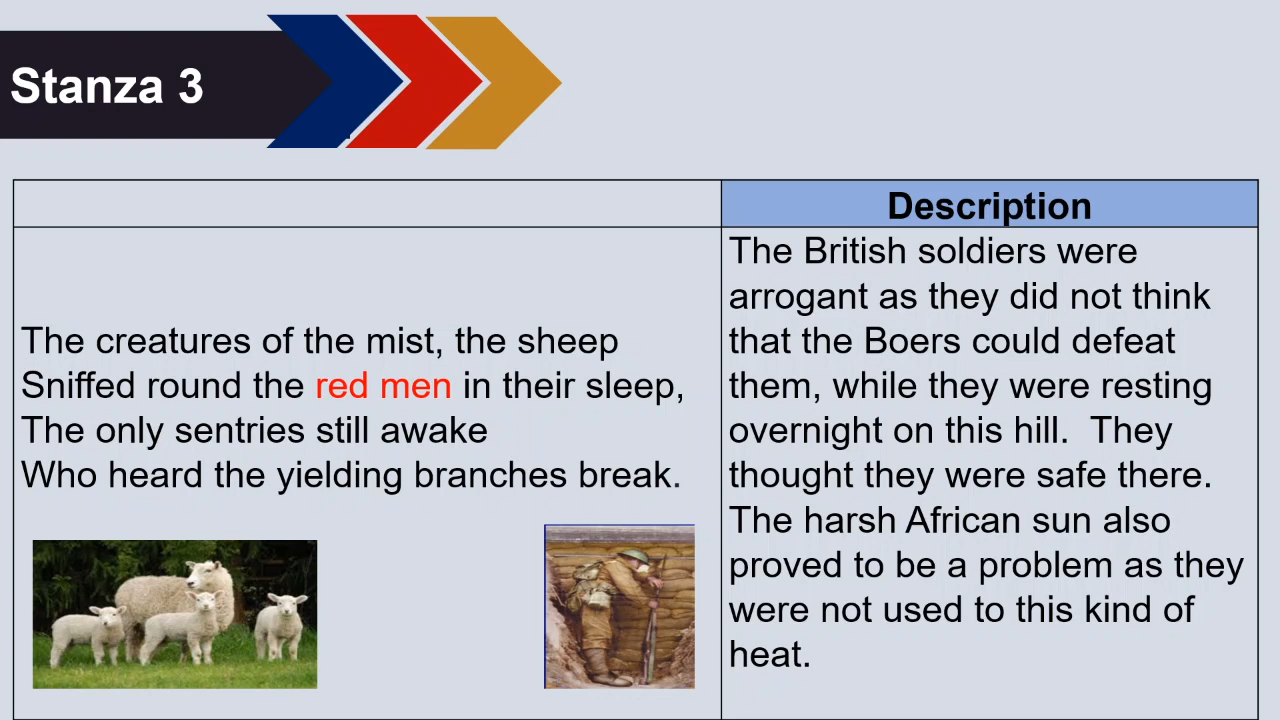 Stanza 3
Description
The creatures of the mist, the sheep
Sniffed round the red men in their sleep,
The only sentries still awake
Who heard the yielding branches break.
The British soldiers were
arrogant as they did not think
that the Boers could defeat
them, while they were resting
overnight on this hill.  They
thought they were safe there.
The harsh African sun also
proved to be a problem as they
were not used to this kind of
heat.